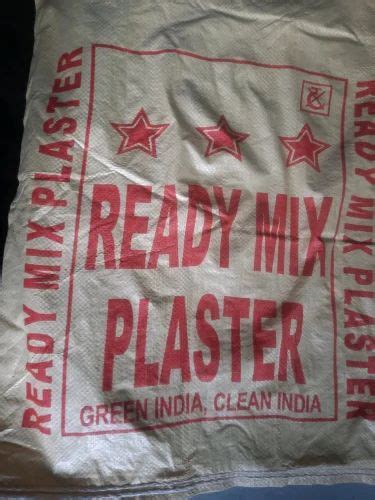 READY MIX PLASTER
READY MIX
PLASTER
GREEN INDIA, CLEAN INDIA
READY MIX PLASTER